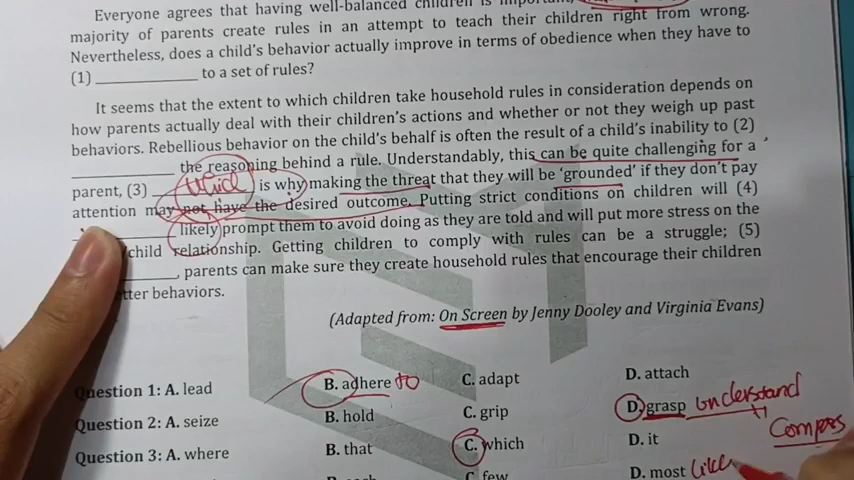 Everyone agrees that having well-balanced children is
majority of parents create rules in an attempt to teach their children right from wrong.
Nevertheless, does a child's behavior actually improve in terms of obedience when they have to
(1) __________ to a set of rules?
It seems that the extent to which children take household rules in consideration depends on
how parents actually deal with their children's actions and whether or not they weigh up past
behaviors. Rebellious behavior on the child's behalf is often the result of a child's inability to (2)
__________ the reasoning behind a rule. Understandably, this can be quite challenging for a
parent, (3) __________ which is why making the threat that they will be 'grounded' if they don't pay
attention may not have the desired outcome. Putting strict conditions on children will (4)
__________ likely prompt them to avoid doing as they are told and will put more stress on the
/child relationship. Getting children to comply with rules can be a struggle; (5)
__________, parents can make sure they create household rules that encourage their children
tter behaviors.
(Adapted from: On Screen by Jenny Dooley and Virginia Evans)
Question 1: A. lead B. adhere to C. adapt D. attach
Question 2: A. seize B. hold C. grip D. grasp understand
Question 3: A. where B. that C. which D. it
C. few D. most like